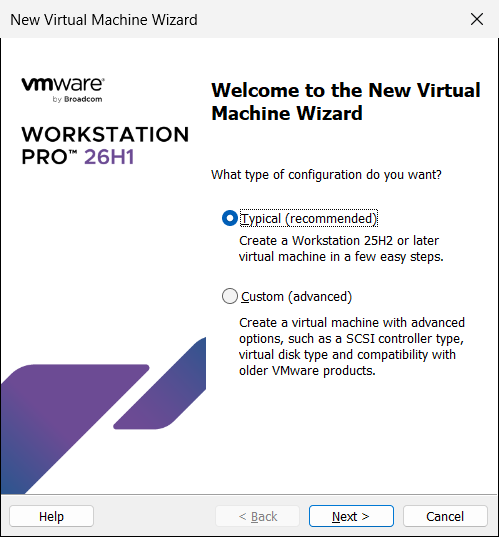 New Virtual Machine Wizard
vmware®
by Broadcom
WORKSTATION
PRO™ 26H1
Welcome to the New Virtual
Machine Wizard
What type of configuration do you want?
Typical (recommended)
Create a Workstation 25H2 or later
virtual machine in a few easy steps.
Custom (advanced)
Create a virtual machine with advanced
options, such as a SCSI controller type,
virtual disk type and compatibility with
older VMware products.
Help
< Back
Next >
Cancel